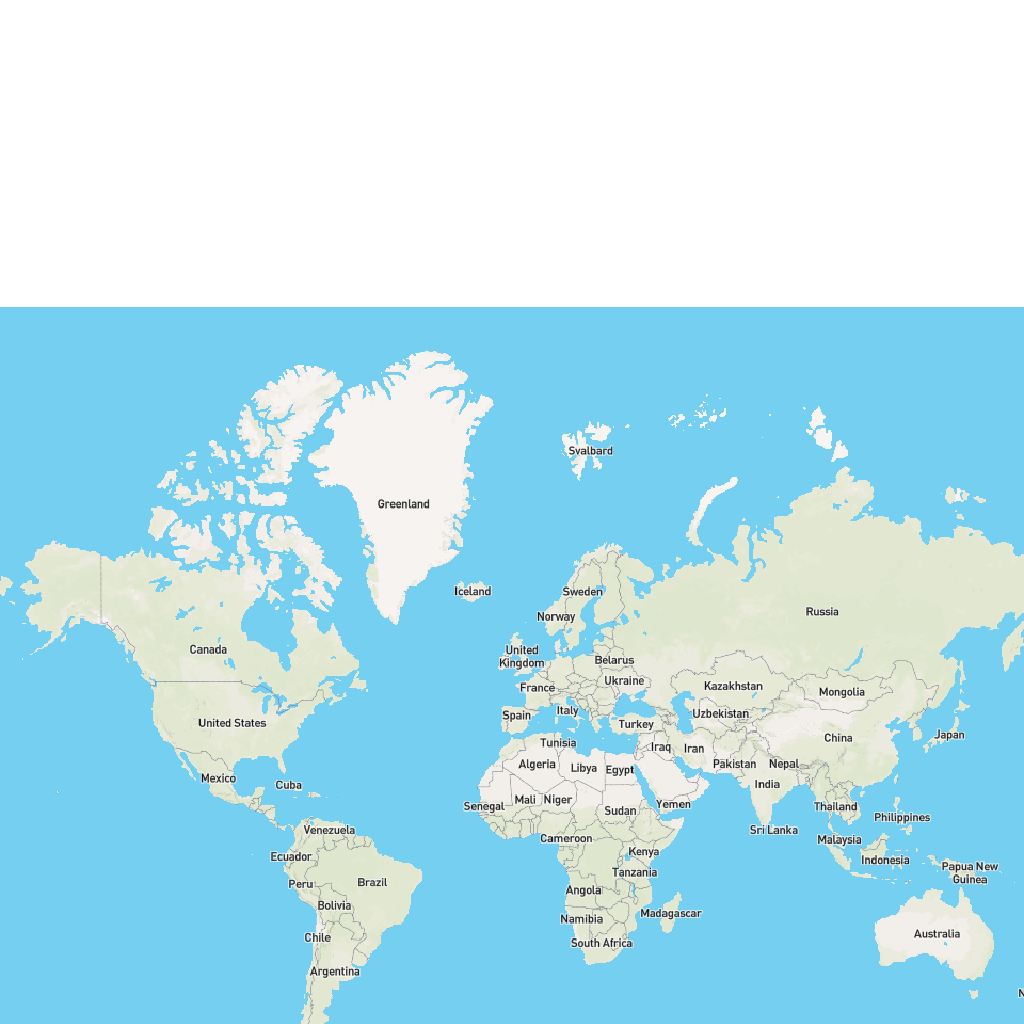 Svalbard
Greenland
Iceland
Sweden
Russia
Norway
Canada
United
Kingdom
Belarus
Ukraine
France
Kazakhstan
Mongolia
United States
Spain
Italy
Uzbekistan
Turkey
China
Japan
Tunisia
Iraq
Iran
Algeria
Libya
Egypt
Pakistan
Nepal
Mexico
Cuba
India
Senegal
Mali
Niger
Sudan
Yemen
Thailand
Philippines
Venezuela
Cameroon
Sri Lanka
Malaysia
Ecuador
Kenya
Indonesia
Peru
Brazil
Tanzania
Papua New
Guinea
Angola
Bolivia
Namibia
Madagascar
Chile
South Africa
Australia
Argentina
N